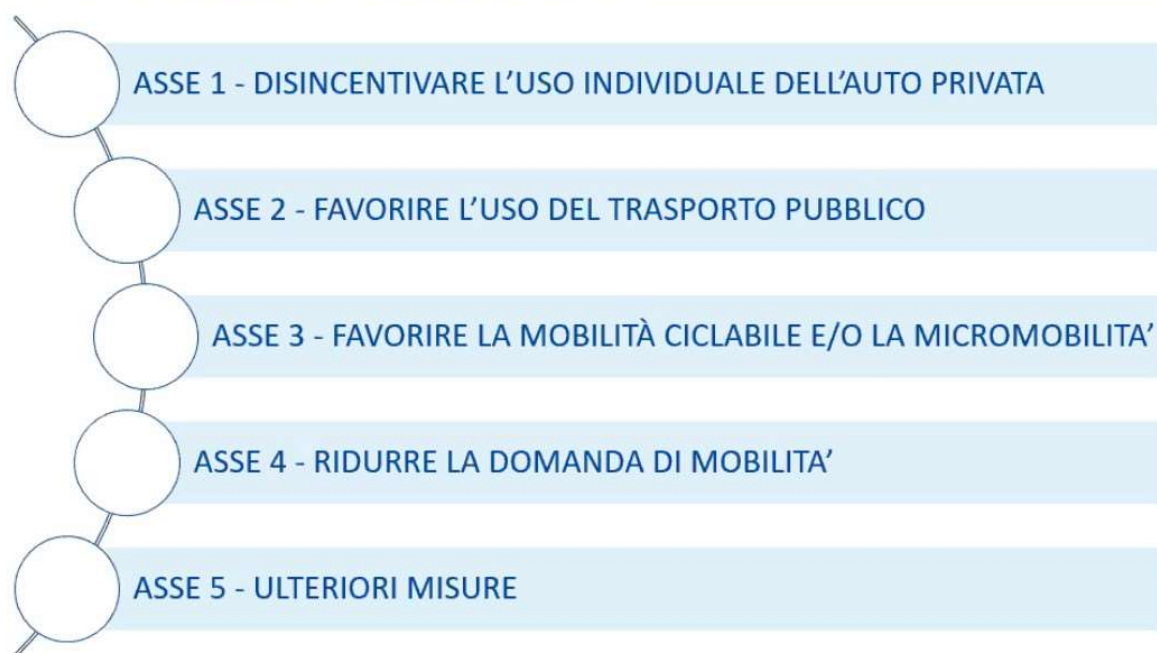 ASSE 1 - DISINCENTIVARE L’USO INDIVIDUALE DELL’AUTO PRIVATA
ASSE 2 - FAVORIRE L’USO DEL TRASPORTO PUBBLICO
ASSE 3 - FAVORIRE LA MOBILITÀ CICLABILE E/O LA MICROMOBILITA’
ASSE 4 - RIDURRE LA DOMANDA DI MOBILITA’
ASSE 5 - ULTERIORI MISURE